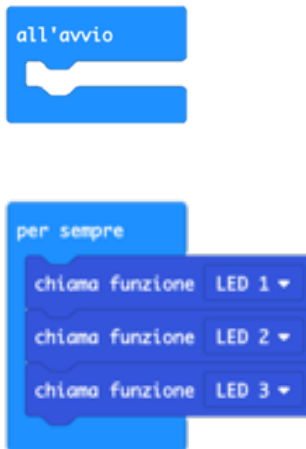 all'avvio
per sempre
chiama funzione LED 1
chiama funzione LED 2
chiama funzione LED 3